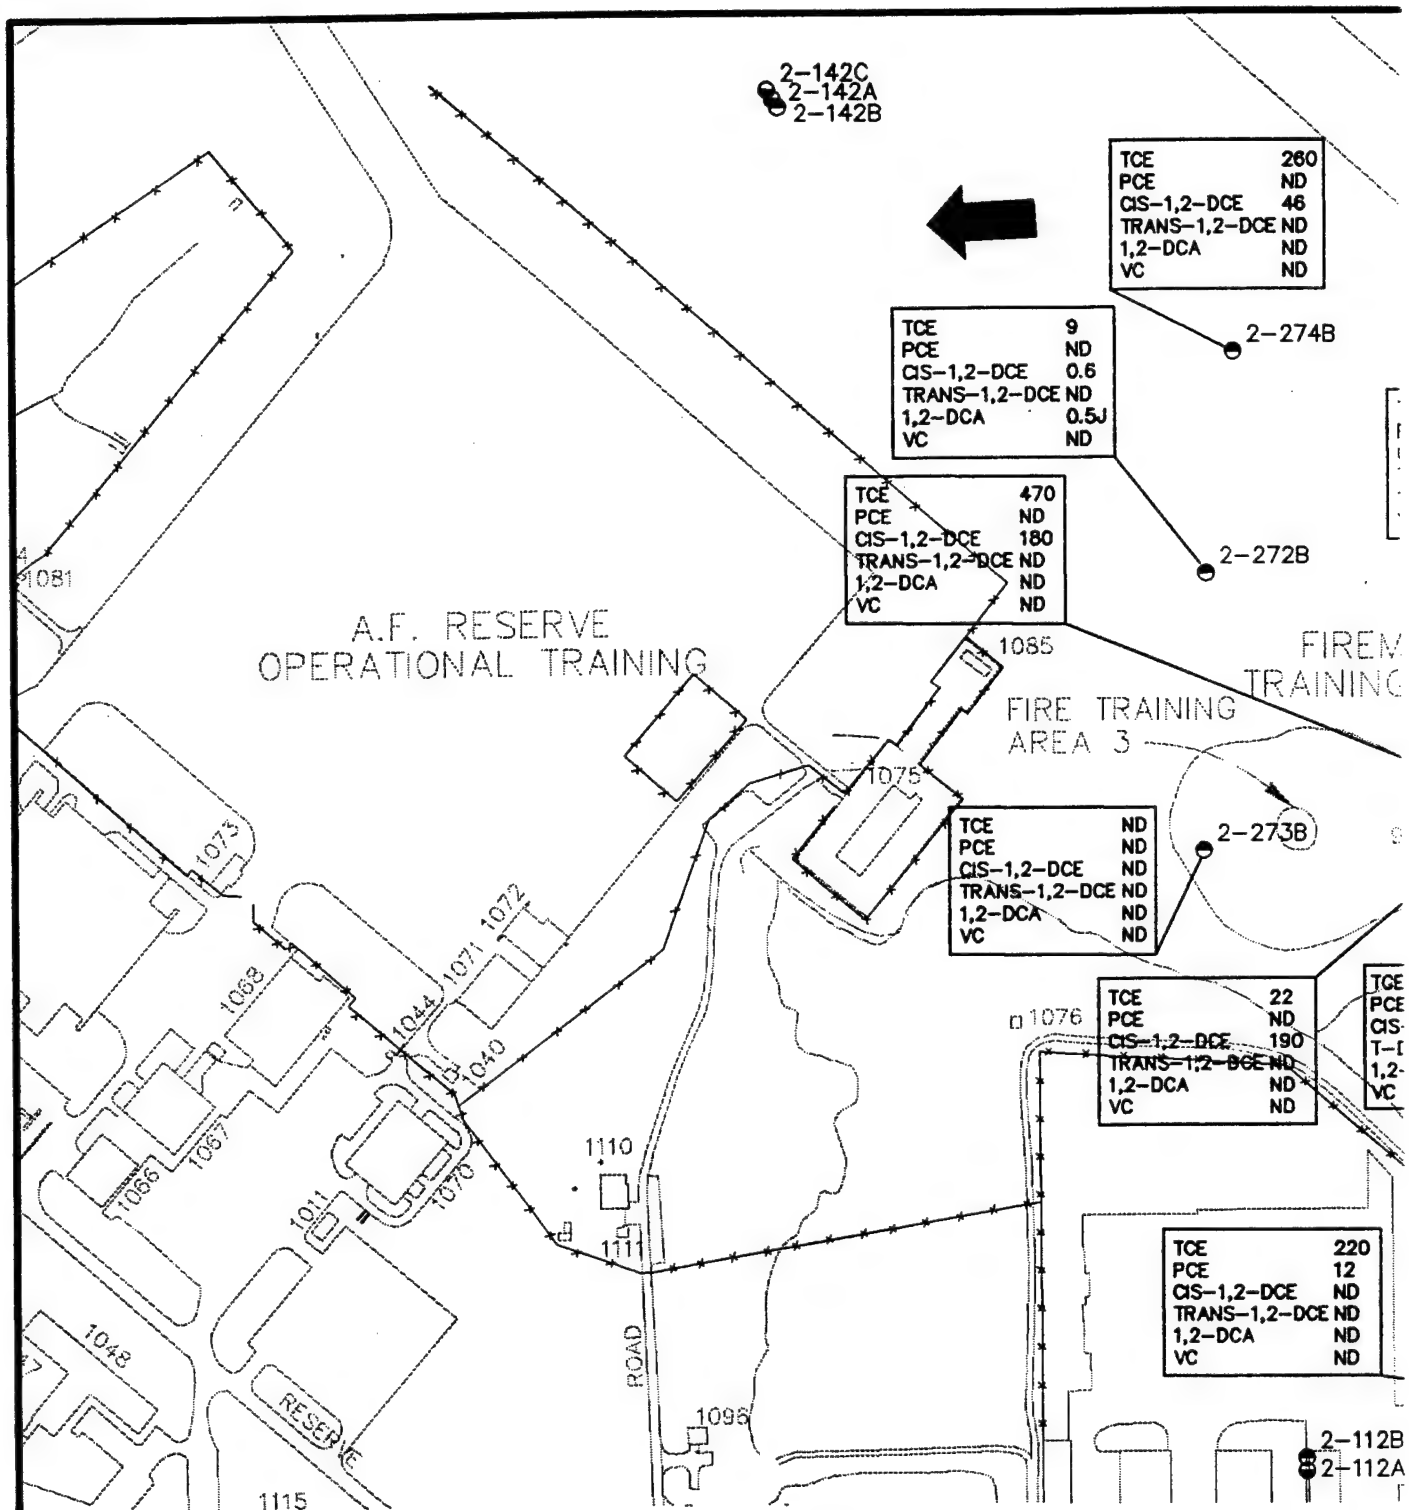 2-142C
2-142A
2-142B
TCE 260
PCE ND
CIS-1,2-DCE 46
TRANS-1,2-DCE ND
1,2-DCA ND
VC ND
2-274B
TCE 9
PCE ND
CIS-1,2-DCE 0.6
TRANS-1,2-DCE ND
1,2-DCA 0.5J
VC ND
TCE 470
PCE ND
CIS-1,2-DCE 180
TRANS-1,2-DCE ND
1,2-DCA ND
VC ND
2-272B
1081
A.F. RESERVE
OPERATIONAL TRAINING
1085
TRAINING
FIRE TRAINING
AREA 3
1075
TCE ND
PCE ND
CIS-1,2-DCE ND
TRANS-1,2-DCE ND
1,2-DCA ND
VC ND
2-273B
1073
1072
1071
1068
1044
1040
TCE 22
PCE ND
CIS-1,2-DCE 190
TRANS-1,2-DCE ND
1,2-DCA ND
VC ND
TCE
PCE
CIS-
1,2-
VC
1076
1067
1066
1070
1011
1110
1111
TCE 220
PCE 12
CIS-1,2-DCE ND
TRANS-1,2-DCE ND
1,2-DCA ND
VC ND
1048
ROAD
RESERVE
1096
2-112B
2-112A
1115